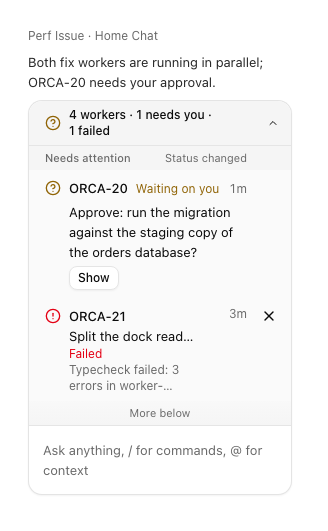 Perf Issue · Home Chat
Both fix workers are running in parallel;
ORCA-20 needs your approval.
4 workers · 1 needs you ·
1 failed
Needs attention Status changed
ORCA-20 Waiting on you 1m
Approve: run the migration
against the staging copy of
the orders database?
Show
ORCA-21 3m
Split the dock read...
Failed
Typecheck failed: 3
errors in worker-...
More below
Ask anything, / for commands, @ for
context